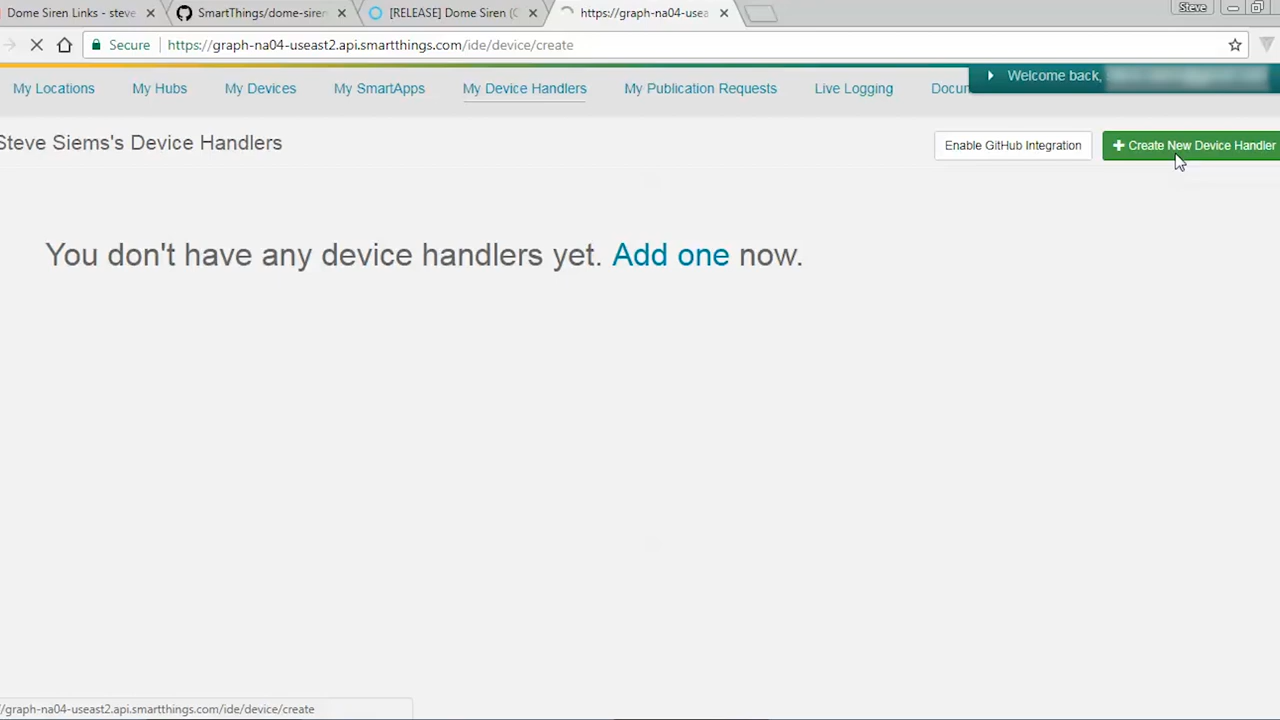 Dome Siren Links - steve
SmartThings/dome-siren
[RELEASE] Dome Siren (O
https://graph-na04-usea
Steve
Secure
https://graph-na04-useast2.api.smartthings.com/ide/device/create
My Locations
My Hubs
My Devices
My SmartApps
My Device Handlers
My Publication Requests
Live Logging
Docum
Welcome back,
Steve Siems's Device Handlers
Enable GitHub Integration
Create New Device Handler
You don't have any device handlers yet. Add one now.
/graph-na04-useast2.api.smartthings.com/ide/device/create